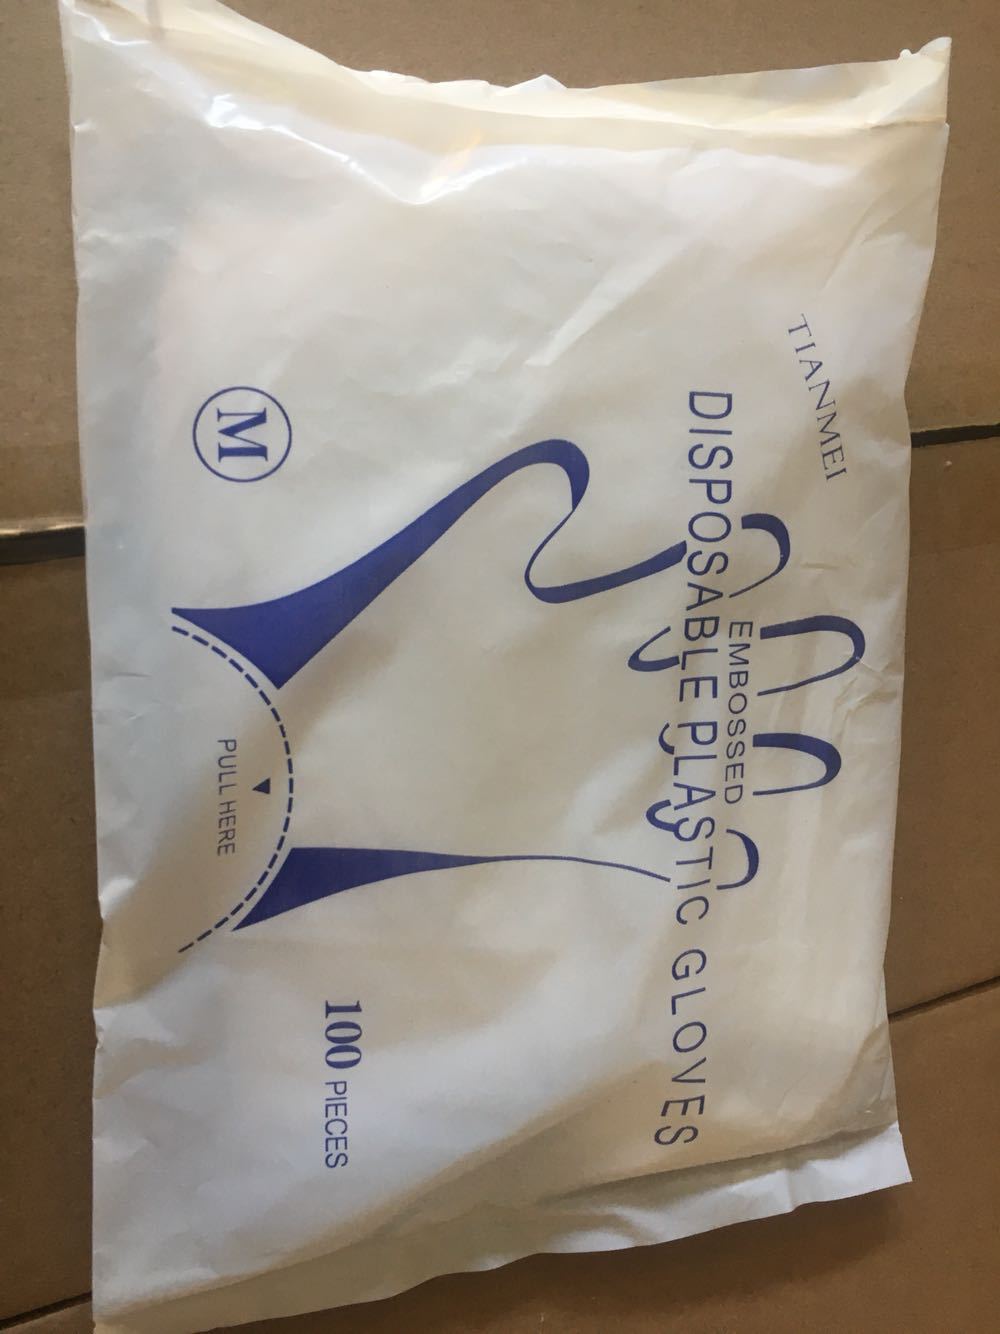 TIANMEI
EMBOSSED
DISPOSABLE PLASTIC GLOVES
100 PIECES
M
PULL HERE